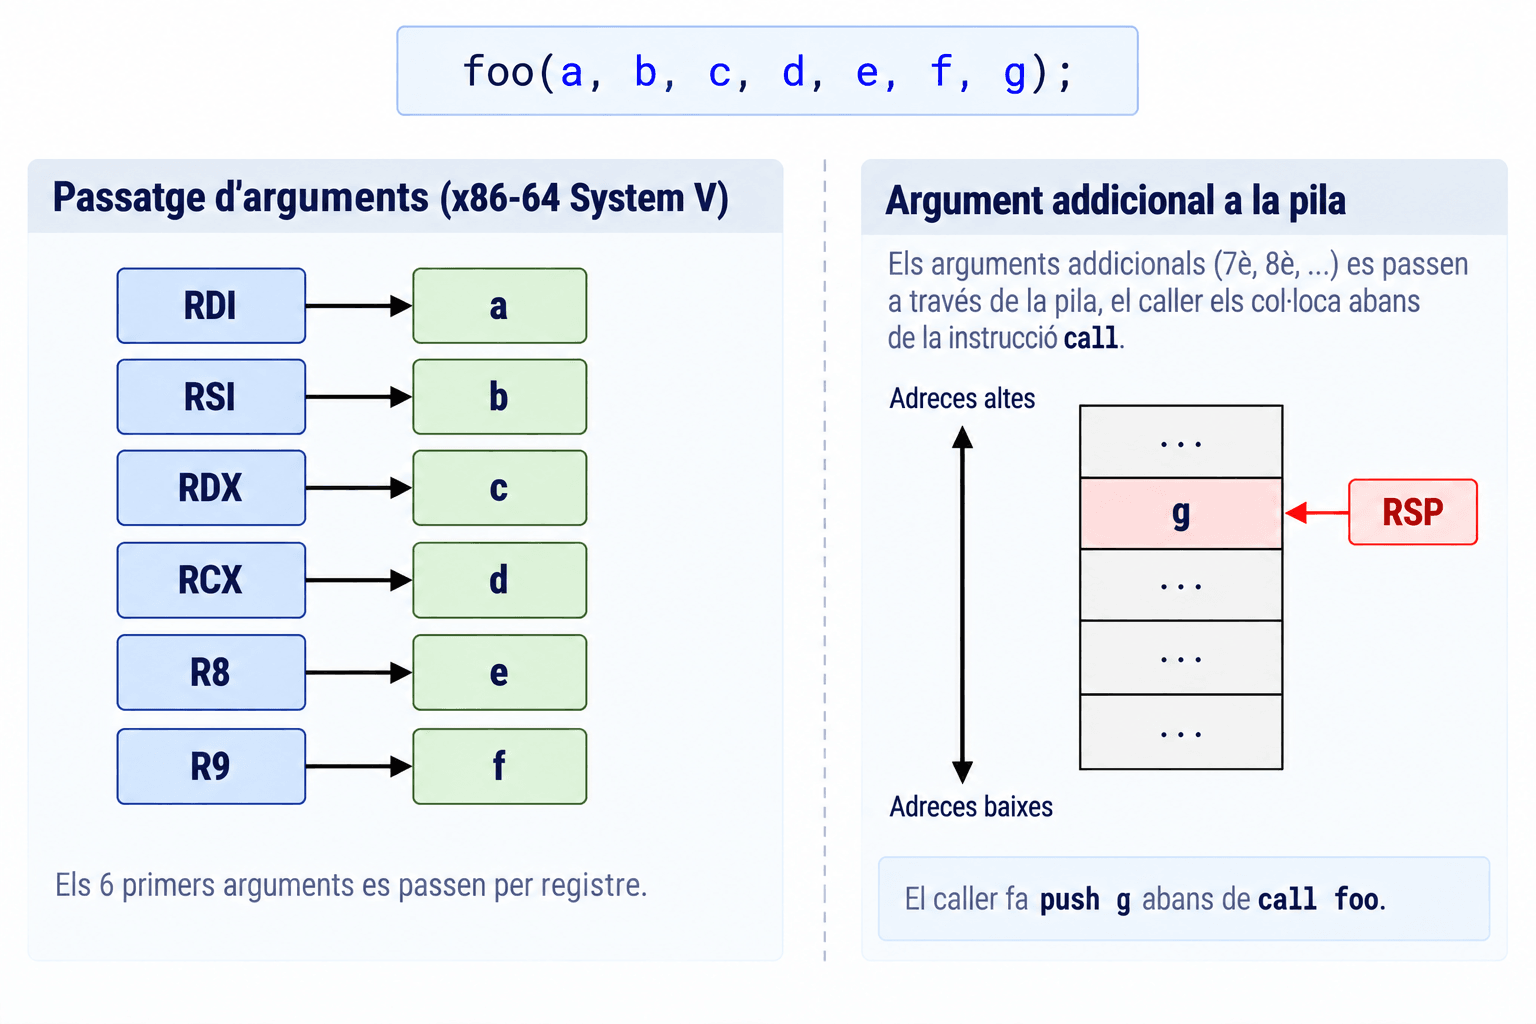 foo(a, b, c, d, e, f, g);
Passatge d’arguments (x86-64 System V)
RDI
a
RSI
b
RDX
c
RCX
d
R8
e
R9
f
Els 6 primers arguments es passen per registre.
Argument addicional a la pila
Els arguments addicionals (7è, 8è, ...) es passen
a través de la pila, el caller els col·loca abans
de la instrucció call.
Adreces altes
...
g
RSP
...
...
...
Adreces baixes
El caller fa push g abans de call foo.